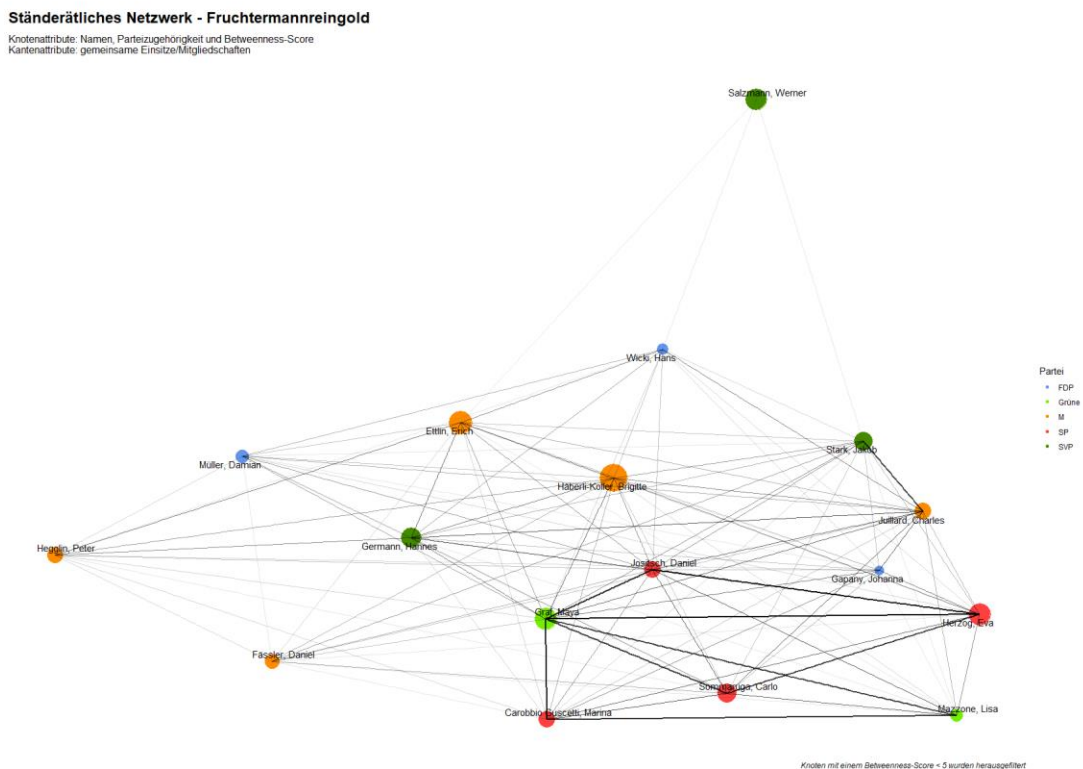 Ständerätliches Netzwerk - Fruchtermannreingold
Knotenattribute: Namen, Parteizugehörigkeit und Betweenness-Score
Kantenattribute: gemeinsame Einsitze/Mitgliedschaften
Salzmann, Werner
Wicki, Hans
Ettlin, Erich
Stark, Jakob
Müller, Damian
Häberli-Koller, Brigitte
Juillard, Charles
Germann, Hannes
Hegglin, Peter
Jositsch, Daniel
Gapany, Johanna
Graf, Maya
Herzog, Eva
Fässler, Daniel
Sommaruga, Carlo
Carobbio Guscetti, Marina
Mazzone, Lisa
Partei
FDP
Grüne
M
SP
SVP
Knoten mit einem Betweenness-Score < 5 wurden herausgefiltert